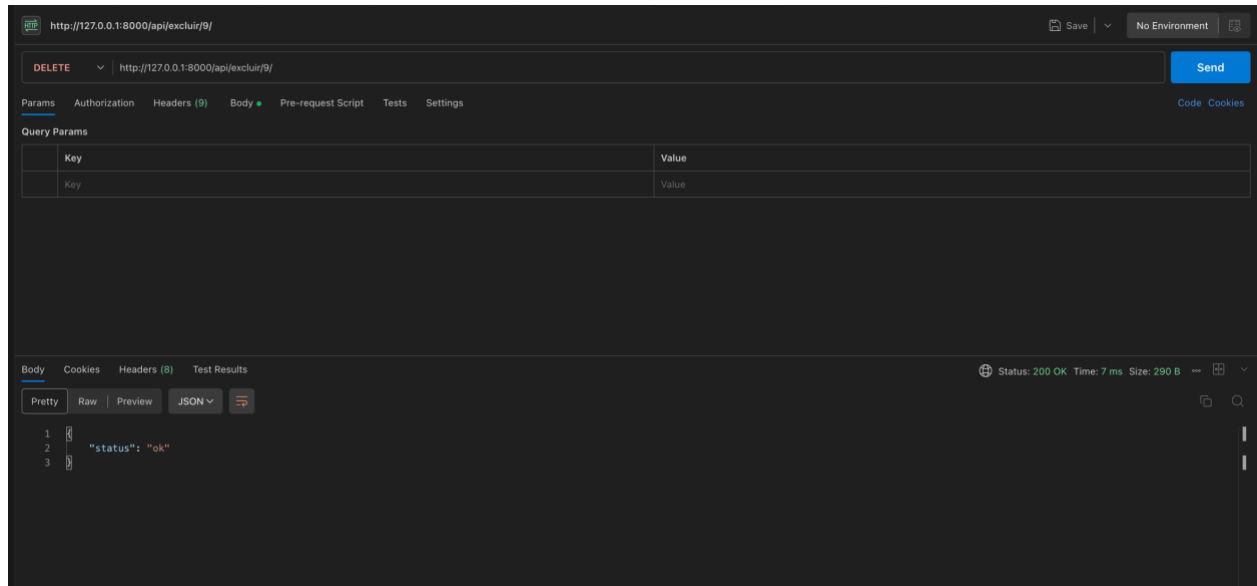 HTTP http://127.0.0.1:8000/api/excluir/9/ Save No Environment
DELETE http://127.0.0.1:8000/api/excluir/9/ Send
Params Authorization Headers (9) Body Pre-request Script Tests Settings Code Cookies
Query Params
Key Value
Key Value
Body Cookies Headers (8) Test Results Status: 200 OK Time: 7 ms Size: 290 B
Pretty Raw Preview JSON
1 {
2 "status": "ok"
3 }